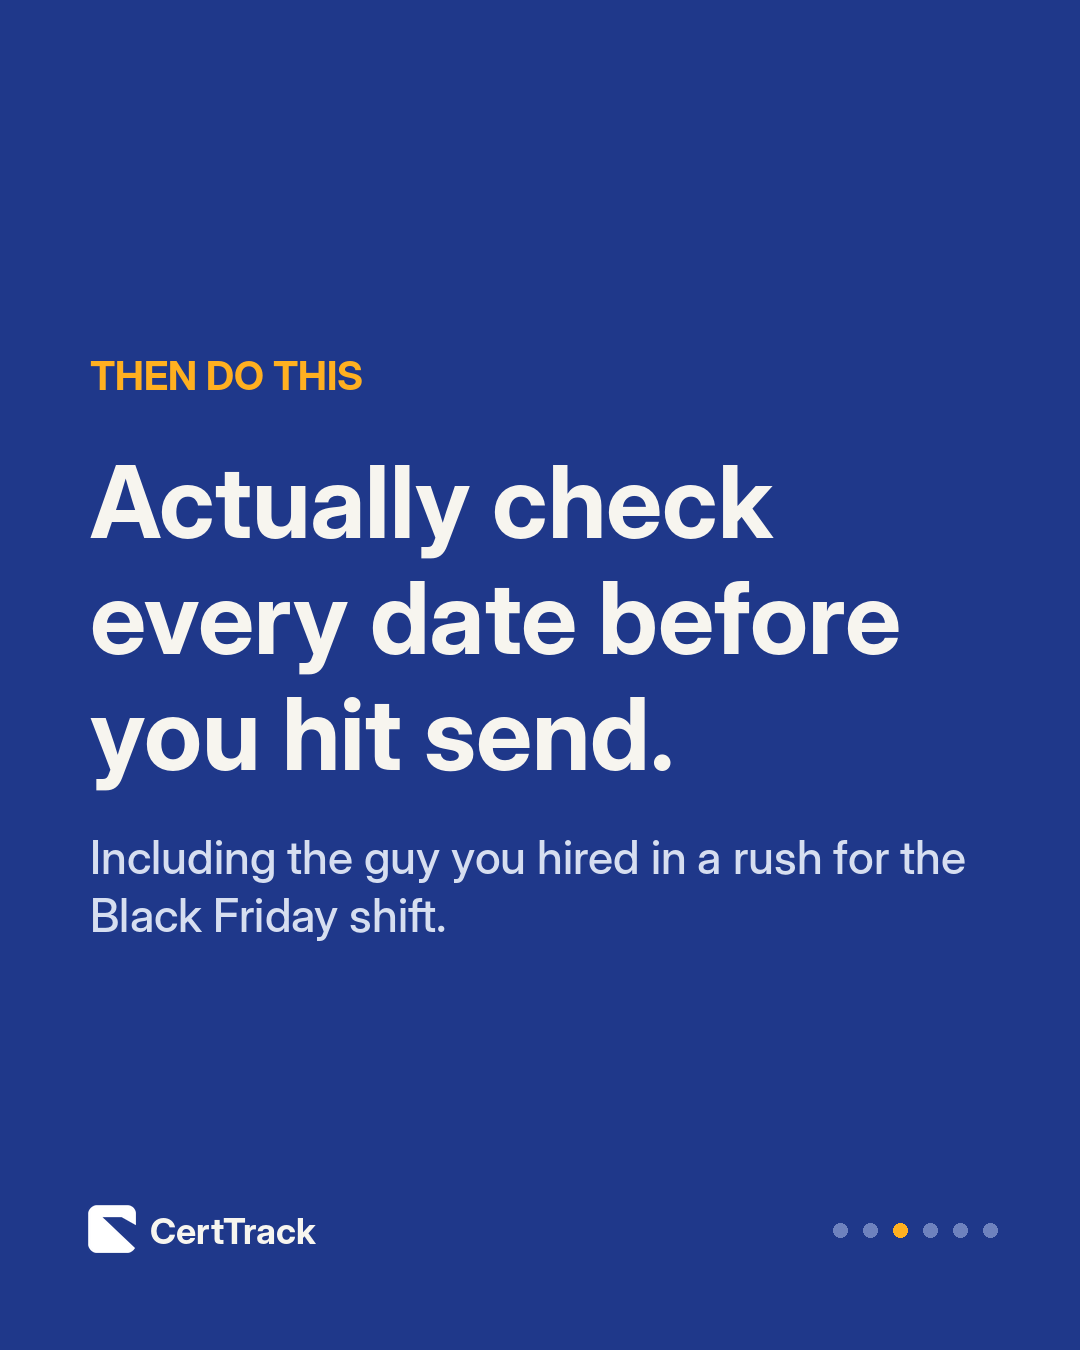 THEN DO THIS
Actually check
every date before
you hit send.
Including the guy you hired in a rush for the
Black Friday shift.
CertTrack